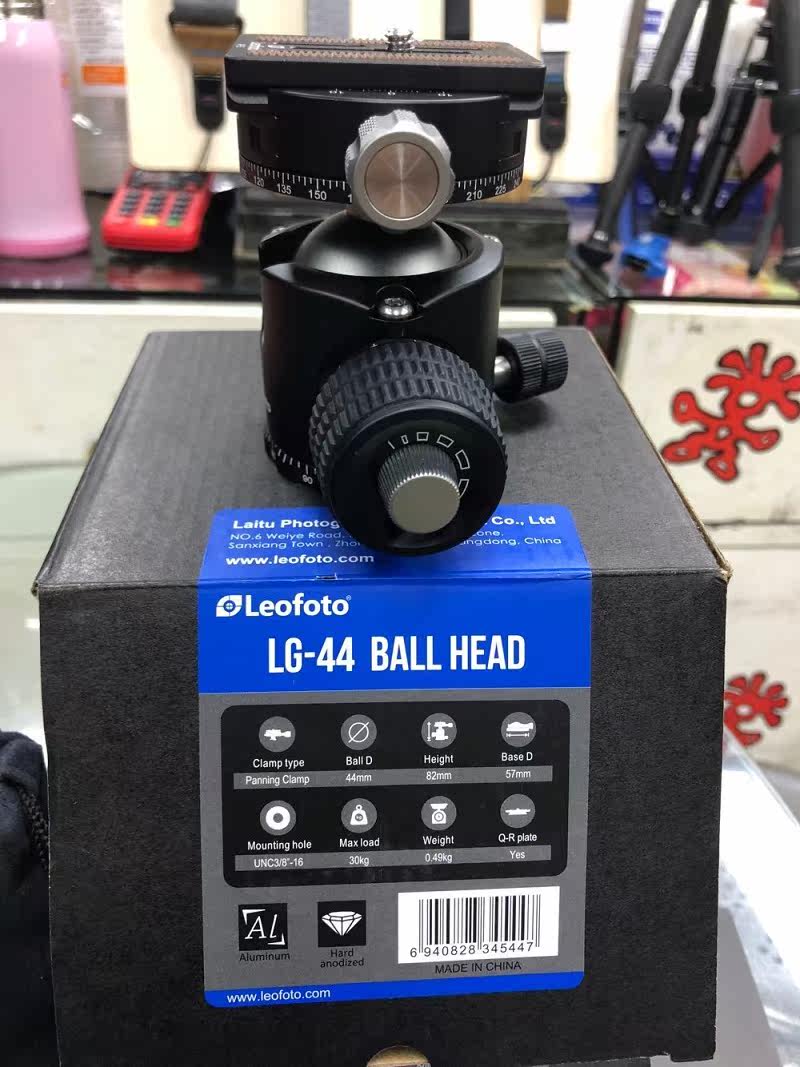 120 135 150
210 225
90
Laitu Photog Co., Ltd
NO.6 Weiye Road,
Sanxiang Town, China
www.leofoto.com
Leofoto®
LG-44 BALL HEAD
Clamp type Ball D Height Base D
Panning Clamp 44mm 82mm 57mm
Mounting hole Max load Weight Q-R plate
UNC3/8"-16 30kg 0.49kg Yes
Al
Aluminum
Hard
anodized
6 940828 345447
MADE IN CHINA
www.leofoto.com